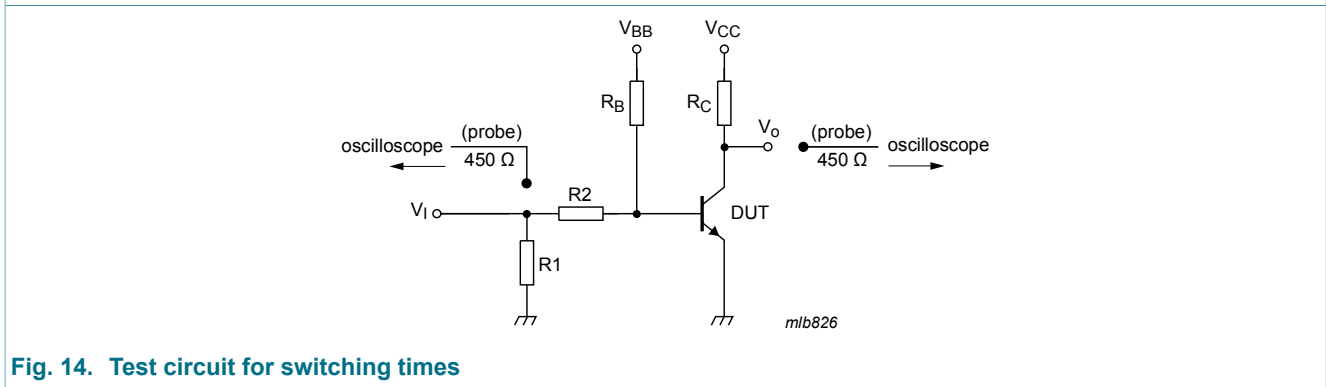 V_BB V_CC
R_B R_C
V_o
(probe) (probe)
oscilloscope oscilloscope
450 Ω 450 Ω
R2
V_I DUT
R1
mlb826
Fig. 14. Test circuit for switching times